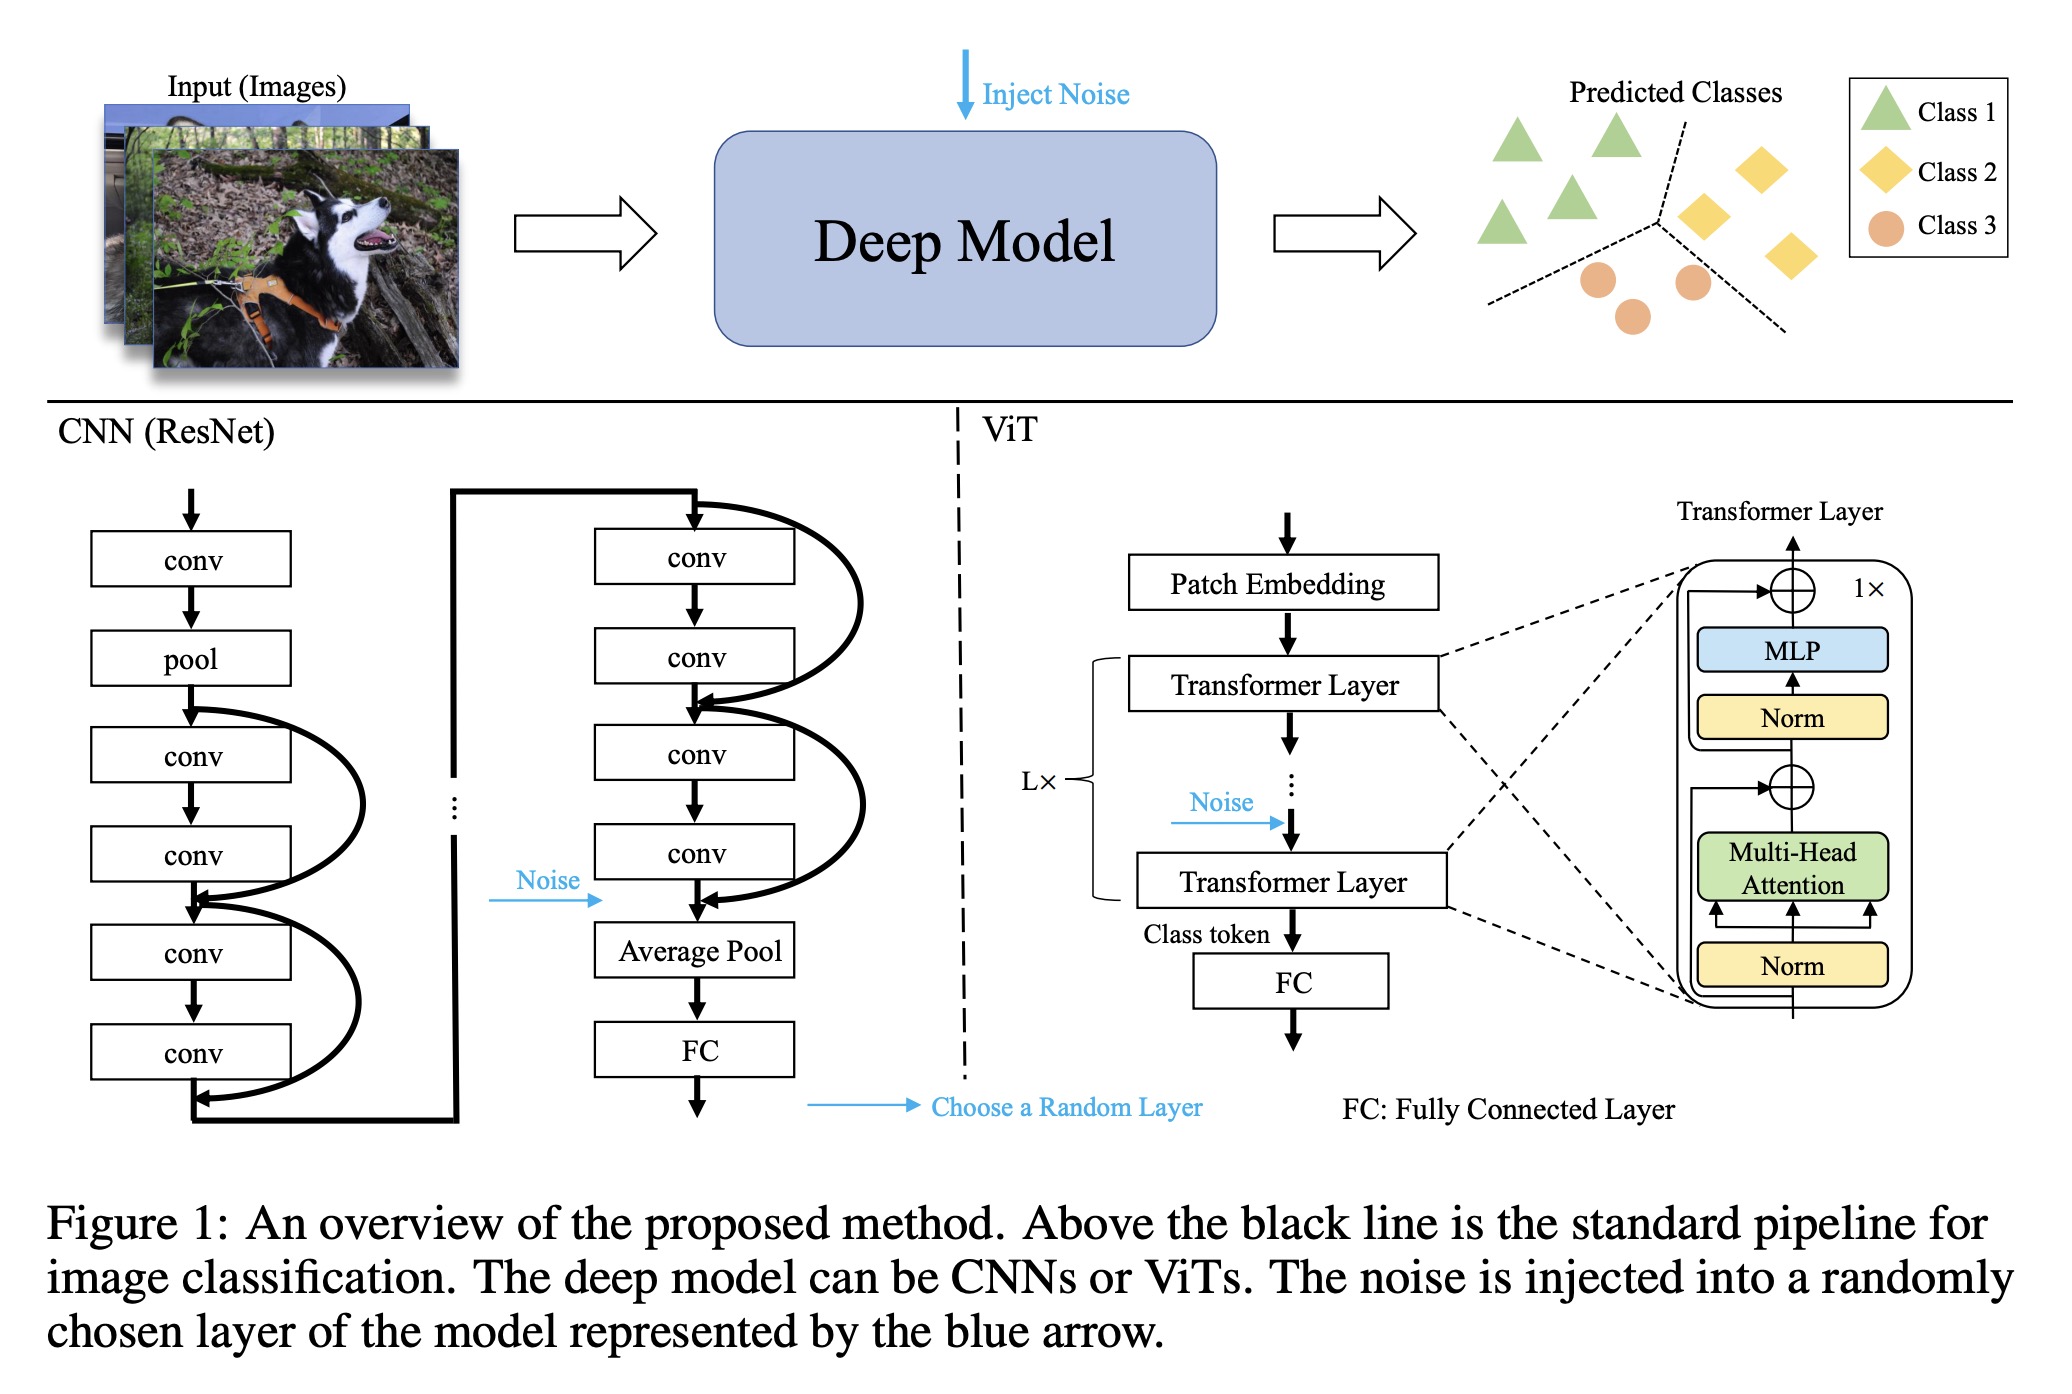 Input (Images)
Inject Noise
Deep Model
Predicted Classes
Class 1
Class 2
Class 3
CNN (ResNet)
conv
pool
conv
conv
conv
conv
⋮
conv
conv
conv
conv
Noise
Average Pool
FC
Choose a Random Layer
ViT
Patch Embedding
Transformer Layer
⋮
L×
Noise
Transformer Layer
Class token
FC
Transformer Layer
1×
MLP
Norm
Multi-Head
Attention
Norm
FC: Fully Connected Layer
Figure 1: An overview of the proposed method. Above the black line is the standard pipeline for
image classification. The deep model can be CNNs or ViTs. The noise is injected into a randomly
chosen layer of the model represented by the blue arrow.